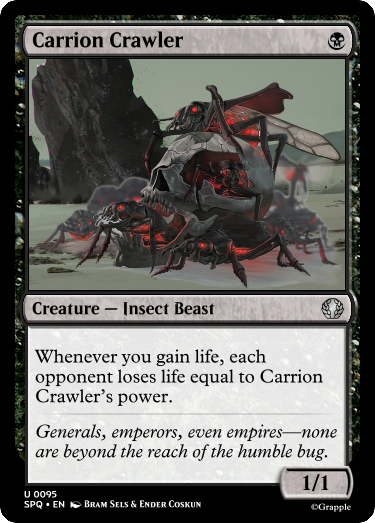 Carrion Crawler
Creature — Insect Beast
Whenever you gain life, each
opponent loses life equal to Carrion
Crawler's power.
Generals, emperors, even empires—none
are beyond the reach of the humble bug.
1/1
U 0095
SPQ • EN Bram Sels & Ender Coskun
©Grapple